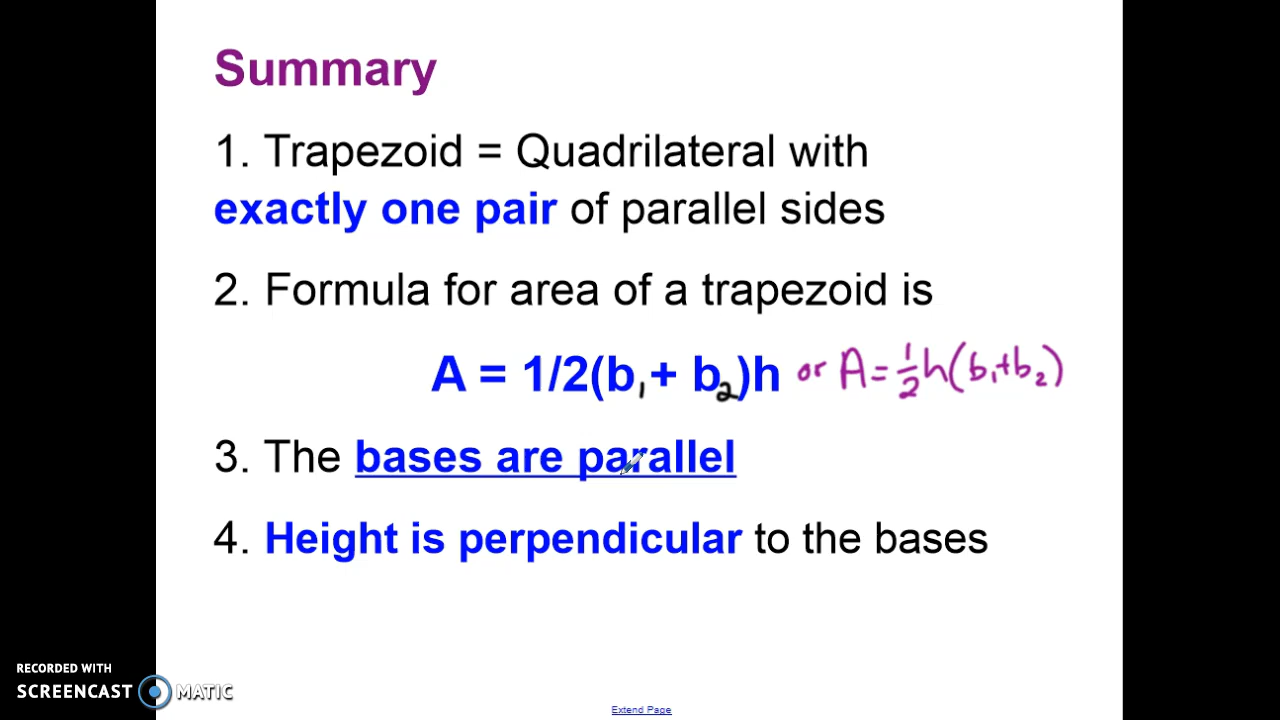 Summary
1. Trapezoid = Quadrilateral with
exactly one pair of parallel sides
2. Formula for area of a trapezoid is
A = 1/2(b₁ + b₂)h or A = ½h(b₁+b₂)
3. The bases are parallel
4. Height is perpendicular to the bases
RECORDED WITH
SCREENCAST MATIC
Extend Page